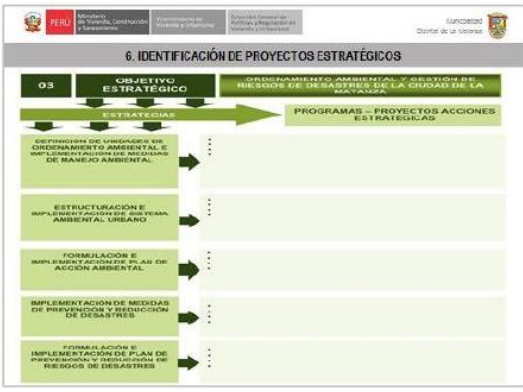 PERÚ
Ministerio
de Vivienda, Construcción
y Saneamiento
Viceministerio de
Vivienda y Urbanismo
Dirección General de
Políticas y Regulación en
Vivienda y Urbanismo
Municipalidad
Distrital de La Matanza
6. IDENTIFICACIÓN DE PROYECTOS ESTRATÉGICOS
03
OBJETIVO
ESTRATÉGICO
ORDENAMIENTO AMBIENTAL Y GESTIÓN DE
RIESGOS DE DESASTRES DE LA CIUDAD DE LA
MATANZA
ESTRATEGIAS
PROGRAMAS – PROYECTOS ACCIONES
ESTRATEGICAS
DEFINICIÓN DE UNIDADES DE
ORDENAMIENTO AMBIENTAL E
IMPLEMENTACIÓN DE MEDIDAS
DE MANEJO AMBIENTAL
ESTRUCTURACIÓN E
IMPLEMENTACIÓN DE SISTEMA
AMBIENTAL URBANO
FORMULACIÓN E
IMPLEMENTACIÓN DE PLAN DE
ACCIÓN AMBIENTAL
IMPLEMENTACIÓN DE MEDIDAS
DE PREVENCIÓN Y REDUCCIÓN
DE DESASTRES
FORMULACIÓN E
IMPLEMENTACIÓN DE PLAN DE
PREVENCIÓN Y REDUCCIÓN DE
RIESGOS DE DESASTRES